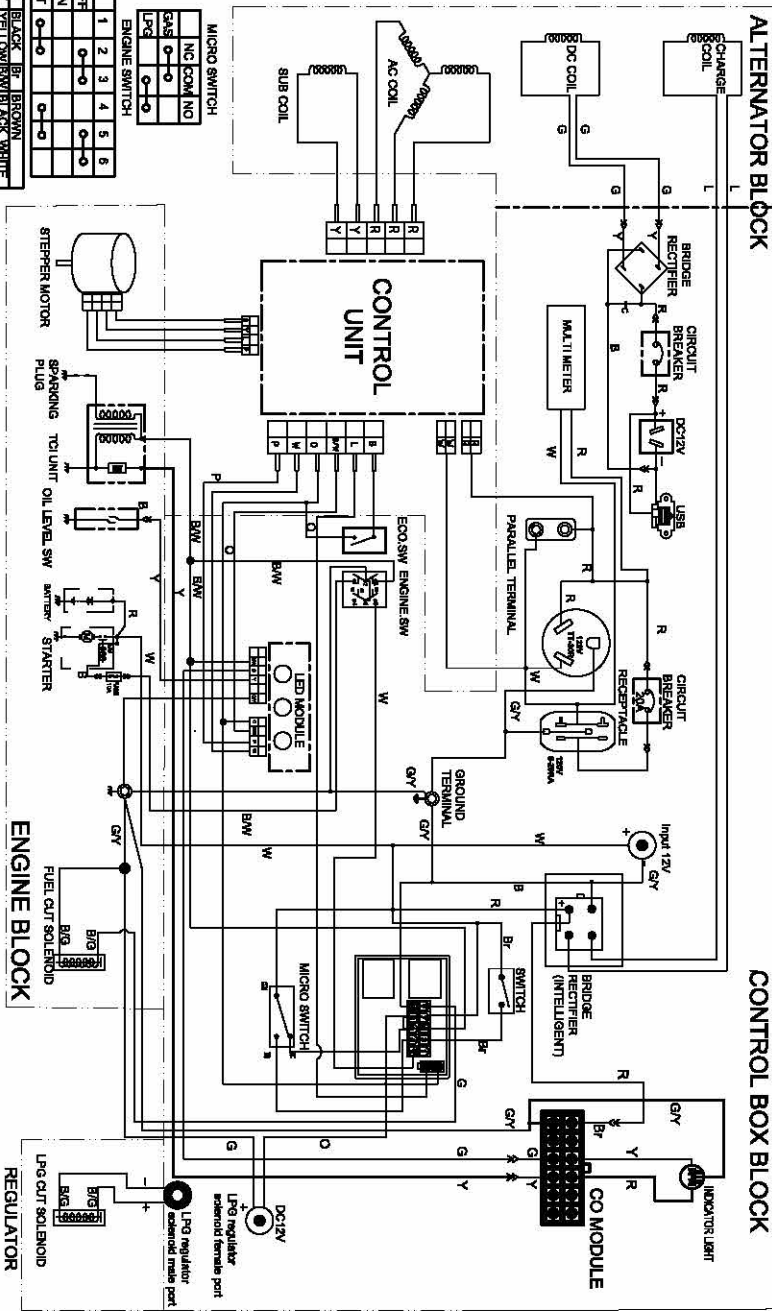 ALTERNATOR BLOCK
CONTROL BOX BLOCK
CHARGE
COIL
DC COIL
AC COIL
SUB COIL
G
G
G
G
L
L
Y
Y
BRIDGE
RECTIFIER
CIRCUIT
BREAKER
DC12V
USB
R
R
B
R
MULTI METER
R
W
PARALLEL TERMINAL
R
R
R
W
CIRCUIT
BREAKER
20A
RECEPTACLE
G/Y
GROUND
TERMINAL
G/Y
G/Y
Input 12V
G/Y
W
B
R
BRIDGE
RECTIFIER
(INTELLIGENT)
Br
SWITCH
Br
MICRO SWITCH
G
R
G/Y
Br
G/Y
Y
R
G
G
Y
Y
INDICATOR LIGHT
CO MODULE
MICRO SWITCH
NC COM NO
GAS
LPG
ENGINE SWITCH
1 2 3 4 5 6
BLACK Br BROWN
Y
Y
R
R
R
CONTROL
UNIT
P
W
O
B/W
L
B
ECO.SW
ENGINE.SW
O
O
P
B/W
B/W
B/W
W
LED MODULE
STEPPER MOTOR
SPARKING
PLUG
TCI UNIT
OIL LEVEL SW
B
Y
Y
BATTERY
STARTER
R
W
B
B/W
W
G/Y
ENGINE BLOCK
FUEL CUT SOLENOID
B/G
B/G
G
O
DC12V
LPG regulator
solenoid female port
LPG regulator
solenoid male port
LPG CUT SOLENOID
B/G
B/G
REGULATOR